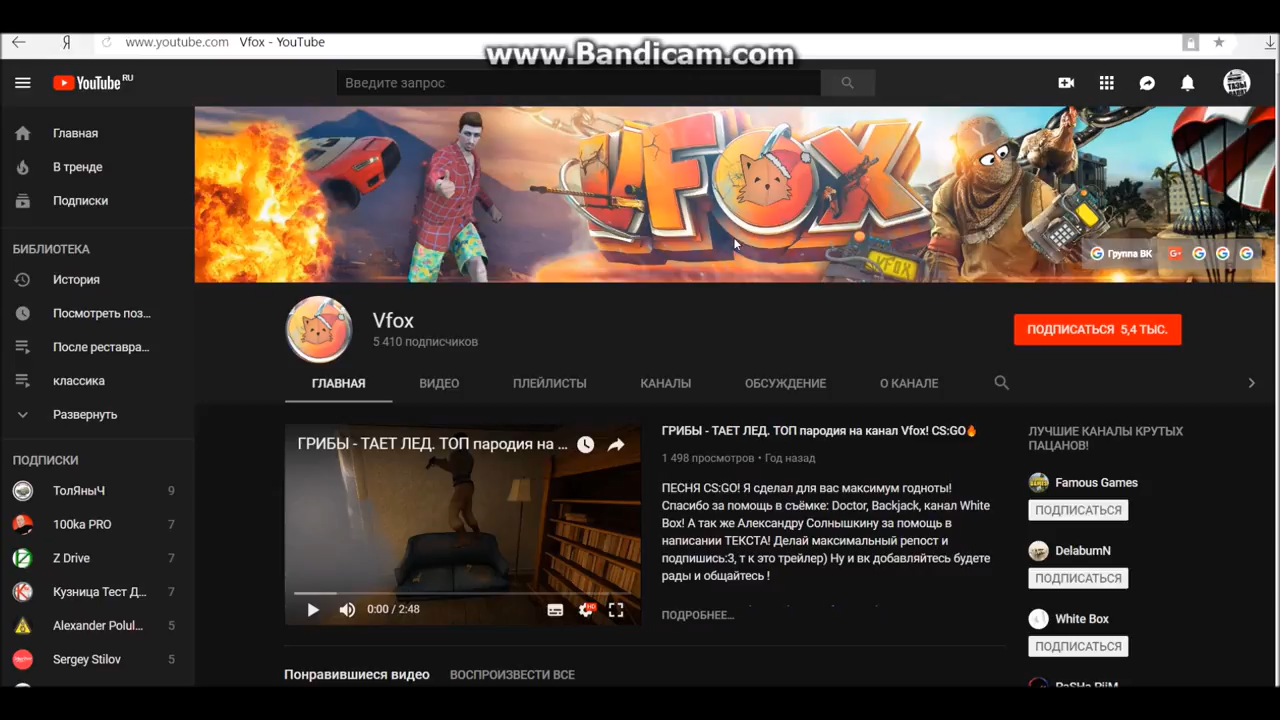 www.Bandicam.com
Я www.youtube.com Vfox - YouTube
YouTube RU
Введите запрос
Главная
В тренде
Подписки
БИБЛИОТЕКА
История
Посмотреть поз...
После реставра...
классика
Развернуть
ПОДПИСКИ
ТолЯныЧ 9
100ka PRO 7
Z Drive 7
Кузница Тест Д... 7
Alexander Polul... 5
Sergey Stilov 5
VFOX
VFOX
Группа ВК
Vfox
5 410 подписчиков
ПОДПИСАТЬСЯ 5,4 ТЫС.
ГЛАВНАЯ ВИДЕО ПЛЕЙЛИСТЫ КАНАЛЫ ОБСУЖДЕНИЕ О КАНАЛЕ
ГРИБЫ - ТАЕТ ЛЕД. ТОП пародия на ...
0:00 / 2:48
HD
ГРИБЫ - ТАЕТ ЛЕД. ТОП пародия на канал Vfox! CS:GO🔥
1 498 просмотров • Год назад
ПЕСНЯ CS:GO! Я сделал для вас максимум годноты!
Спасибо за помощь в съёмке: Doctor, Backjack, канал White
Box! А так же Александру Солнышкину за помощь в
написании ТЕКСТА! Делай максимальный репост и
подпишись:3, т к это трейлер) Ну и вк добавляйтесь будете
рады и общайтесь !
ПОДРОБНЕЕ...
ЛУЧШИЕ КАНАЛЫ КРУТЫХ
ПАЦАНОВ!
Famous Games
ПОДПИСАТЬСЯ
DelabumN
ПОДПИСАТЬСЯ
White Box
ПОДПИСАТЬСЯ
Понравившиеся видео ВОСПРОИЗВЕСТИ ВСЕ